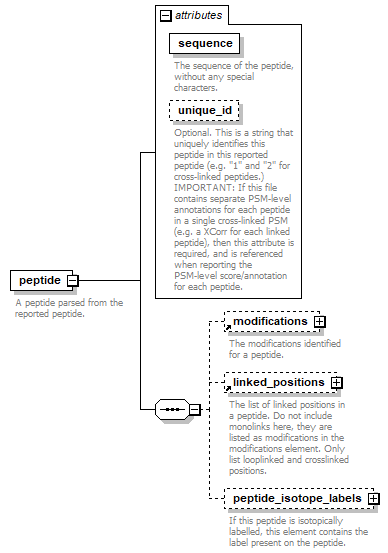 attributes
sequence
The sequence of the peptide,
without any special
characters.
unique_id
Optional. This is a string that
uniquely identifies this
peptide in this reported
peptide (e.g. "1" and "2" for
cross-linked peptides.)
IMPORTANT: If this file
contains separate PSM-level
annotations for each peptide
in a single cross-linked PSM
(e.g. a XCorr for each linked
peptide), then this attribute is
required, and is referenced
when reporting the
PSM-level score/annotation
for each peptide.
peptide
A peptide parsed from the
reported peptide.
modifications
The modifications identified
for a peptide.
linked_positions
The list of linked positions in
a peptide. Do not include
monolinks here, they are
listed as modifications in the
modifications element. Only
list looplinked and crosslinked
positions.
peptide_isotope_labels
If this peptide is isotopically
labelled, this element contains the
label present on the peptide.